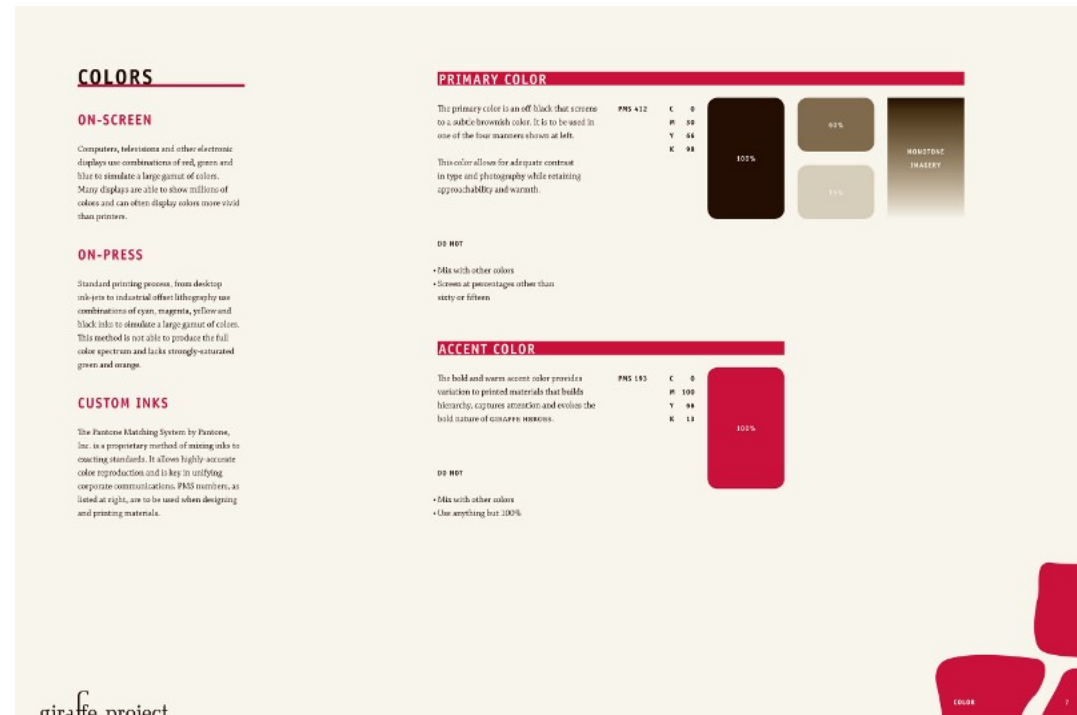 COLORS
ON-SCREEN
Computers, televisions and other electronic
displays use combinations of red, green and
blue to simulate a large gamut of colors.
Many displays are able to show millions of
colors and can often display colors more vivid
than printers.
ON-PRESS
Standard printing process, from desktop
ink-jets to industrial offset lithography use
combinations of cyan, magenta, yellow and
black inks to simulate a large gamut of colors.
This method is not able to produce the full
color spectrum and lacks strongly-saturated
green and orange.
CUSTOM INKS
The Pantone Matching System by Pantone,
Inc. is a proprietary method of mixing inks to
exacting standards. It allows highly-accurate
color reproduction and is key in unifying
corporate communications. PMS numbers, as
listed at right, are to be used when designing
and printing materials.
PRIMARY COLOR
The primary color is an off black that screens
to a subtle brownish color. It is to be used in
one of the four manners shown at left.
This color allows for adequate contrast
in type and photography while retaining
approachability and warmth.
PMS 412
C 0
M 30
Y 66
K 98
100%
60%
15%
MONOTONE
IMAGERY
DO NOT
• Mix with other colors
• Screen at percentages other than
sixty or fifteen
ACCENT COLOR
The bold and warm accent color provides
variation to printed materials that builds
hierarchy, captures attention and evokes the
bold nature of GIRAFFE HEROES.
PMS 193
C 0
M 100
Y 66
K 13
100%
DO NOT
• Mix with other colors
• Use anything but 100%
giraffe project
COLOR
7